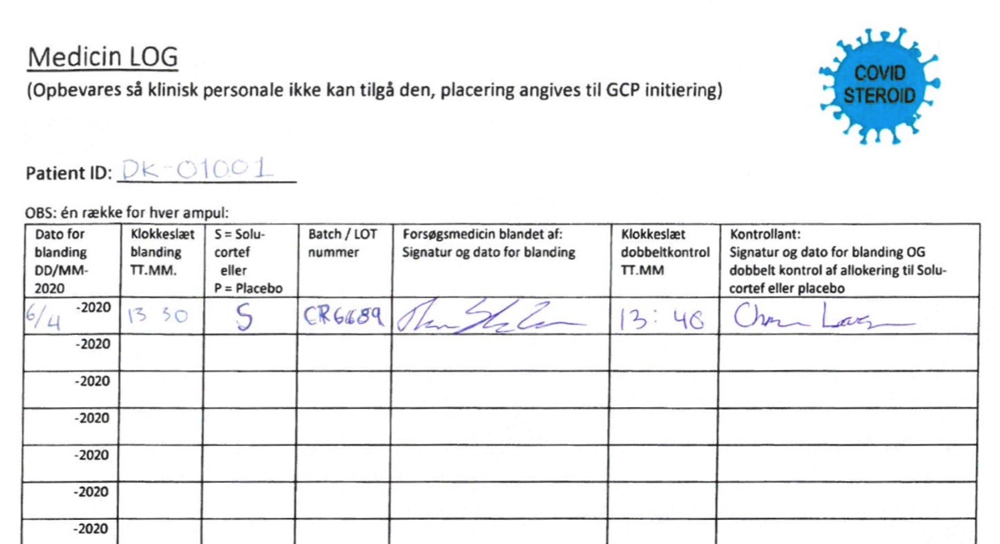 Medicin LOG
COVID
STEROID
(Opbevares så klinisk personale ikke kan tilgå den, placering angives til GCP initiering)
Patient ID: DK-01001
OBS: én række for hver ampul:
Dato for
blanding
DD/MM-
2020
Klokkeslæt
blanding
TT.MM.
S = Solu-
cortef
eller
P = Placebo
Batch / LOT
nummer
Forsøgsmedicin blandet af:
Signatur og dato for blanding
Klokkeslæt
dobbeltkontrol
TT.MM
Kontrollant:
Signatur og dato for blanding OG
dobbelt kontrol af allokering til Solu-
cortef eller placebo
6/4 -2020 13 30 S CR6689 13: 48
-2020
-2020
-2020
-2020
-2020
-2020